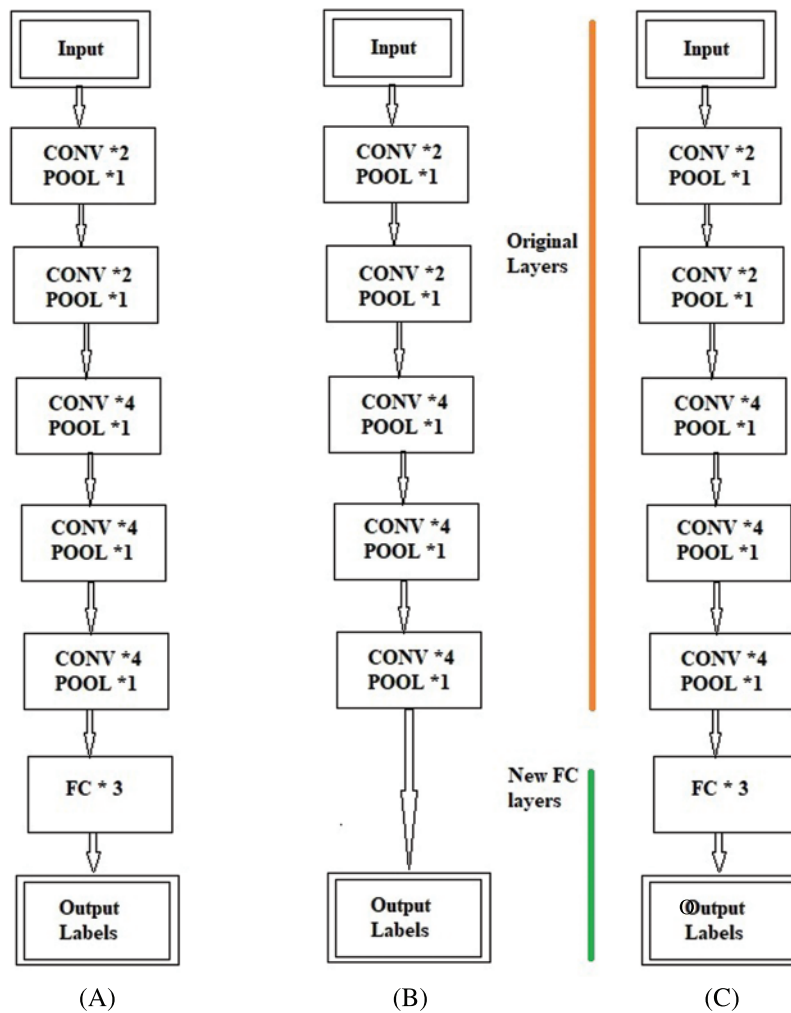 Input
CONV *2
POOL *1
CONV *2
POOL *1
CONV *4
POOL *1
CONV *4
POOL *1
CONV *4
POOL *1
FC * 3
Output
Labels
(A)
Input
CONV *2
POOL *1
CONV *2
POOL *1
CONV *4
POOL *1
CONV *4
POOL *1
CONV *4
POOL *1
Output
Labels
(B)
Original
Layers
New FC
layers
Input
CONV *2
POOL *1
CONV *2
POOL *1
CONV *4
POOL *1
CONV *4
POOL *1
CONV *4
POOL *1
FC * 3
OOutput
Labels
(C)